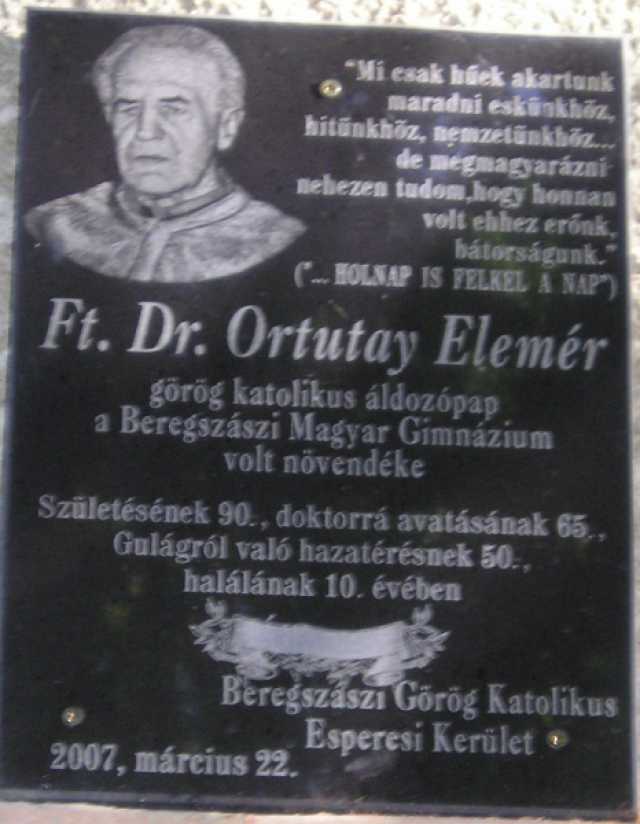 "Mi csak hűek akartunk
maradni eskünkhöz,
hitünkhöz, nemzetünkhöz...
de megmagyarázni
nehezen tudom,hogy honnan
volt ehhez erőnk,
bátorságunk."
("... HOLNAP IS FELKEL A NAP")
Ft. Dr. Ortutay Elemér
görög katolikus áldozópap
a Beregszászi Magyar Gimnázium
volt növendéke
Születésének 90., doktorrá avatásának 65.,
Gulágról való hazatérésnek 50.,
halálának 10. évében
Beregszászi Görög Katolikus
Esperesi Kerület
2007, március 22.